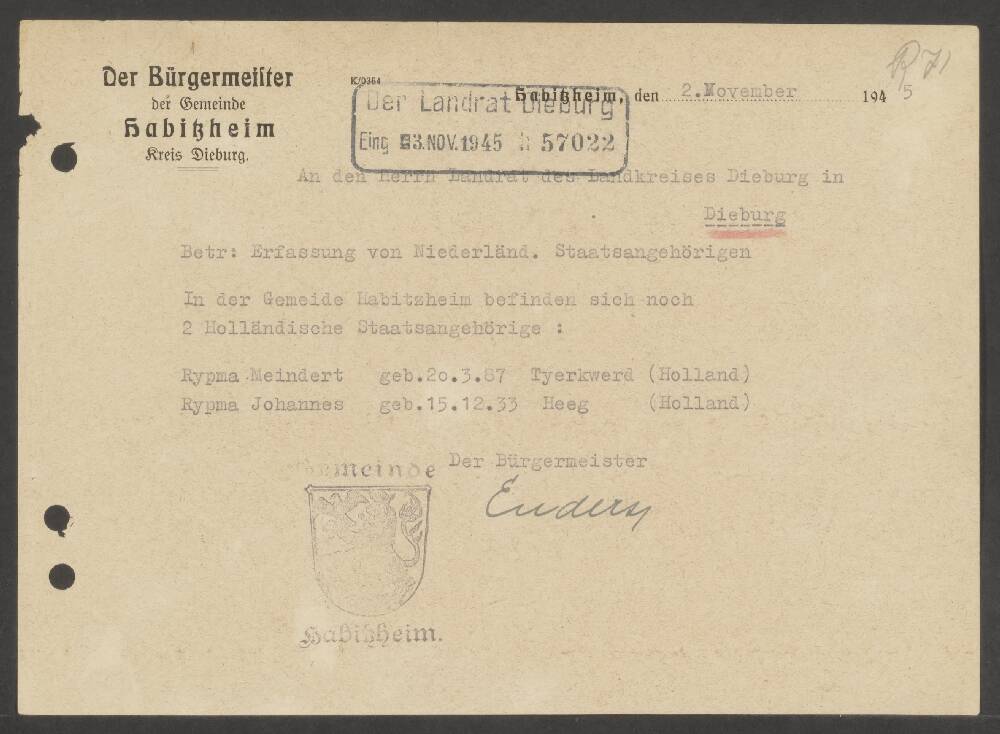 Der Bürgermeister
der Gemeinde
Habitzheim
Kreis Dieburg.
K/0364
Habitzheim, den 2.November 1945
R 71
Der Landrat Dieburg
Eing 3.NOV.1945 57022
An den Herrn Landrat des Landkreises Dieburg in
Dieburg
Betr: Erfassung von Niederländ. Staatsangehörigen
In der Gemeide Habitzheim befinden sich noch
2 Holländische Staatsangehörige :
Rypma Meindert geb.2o.3.87 Tyerkwerd (Holland)
Rypma Johannes geb.15.12.33 Heeg (Holland)
Der Bürgermeister
Enders
Gemeinde
Habitzheim.